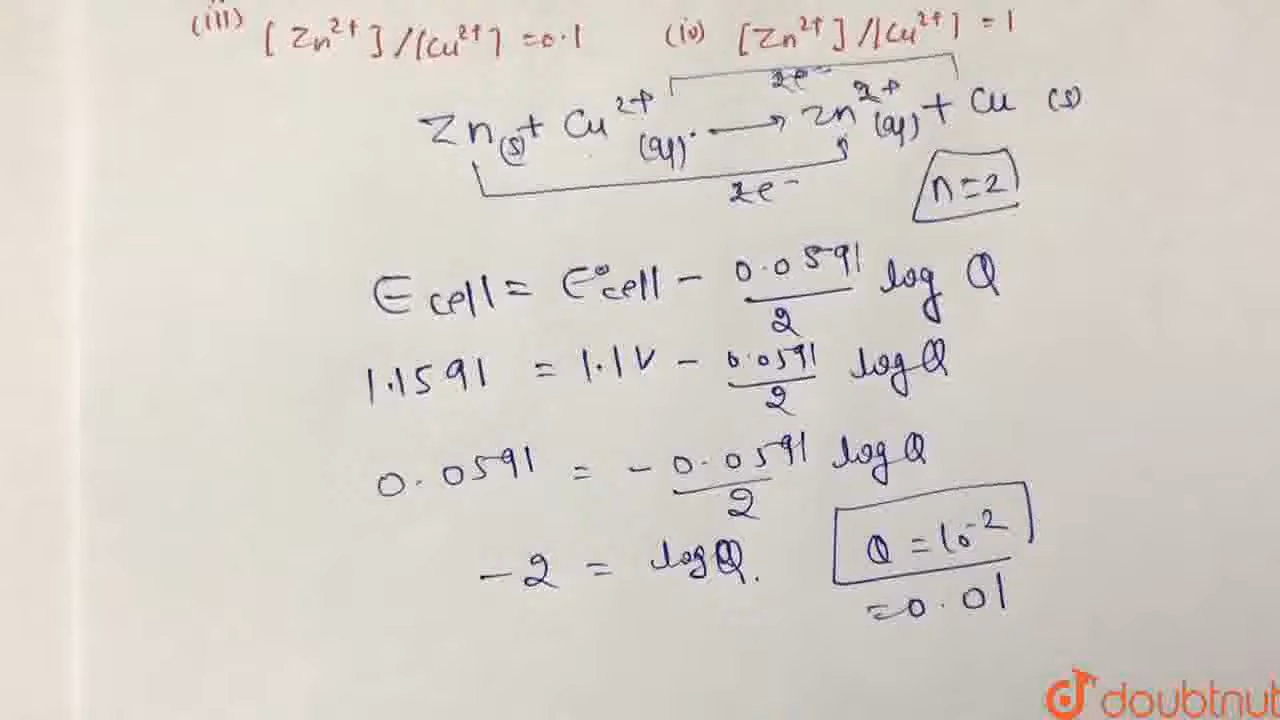 (iii) [Zn²⁺]/[Cu²⁺] = 0.1 (iv) [Zn²⁺]/[Cu²⁺] = 1
2e⁻
Zn(s) + Cu²⁺(aq) → Zn²⁺(aq) + Cu (s)
2e⁻
n=2
E cell = E°cell − 0.0591/2 log Q
1.1591 = 1.1V − 0.0591/2 log Q
0.0591 = − 0.0591/2 log Q
−2 = log Q.
Q = 10⁻²
= 0.01
doubtnut